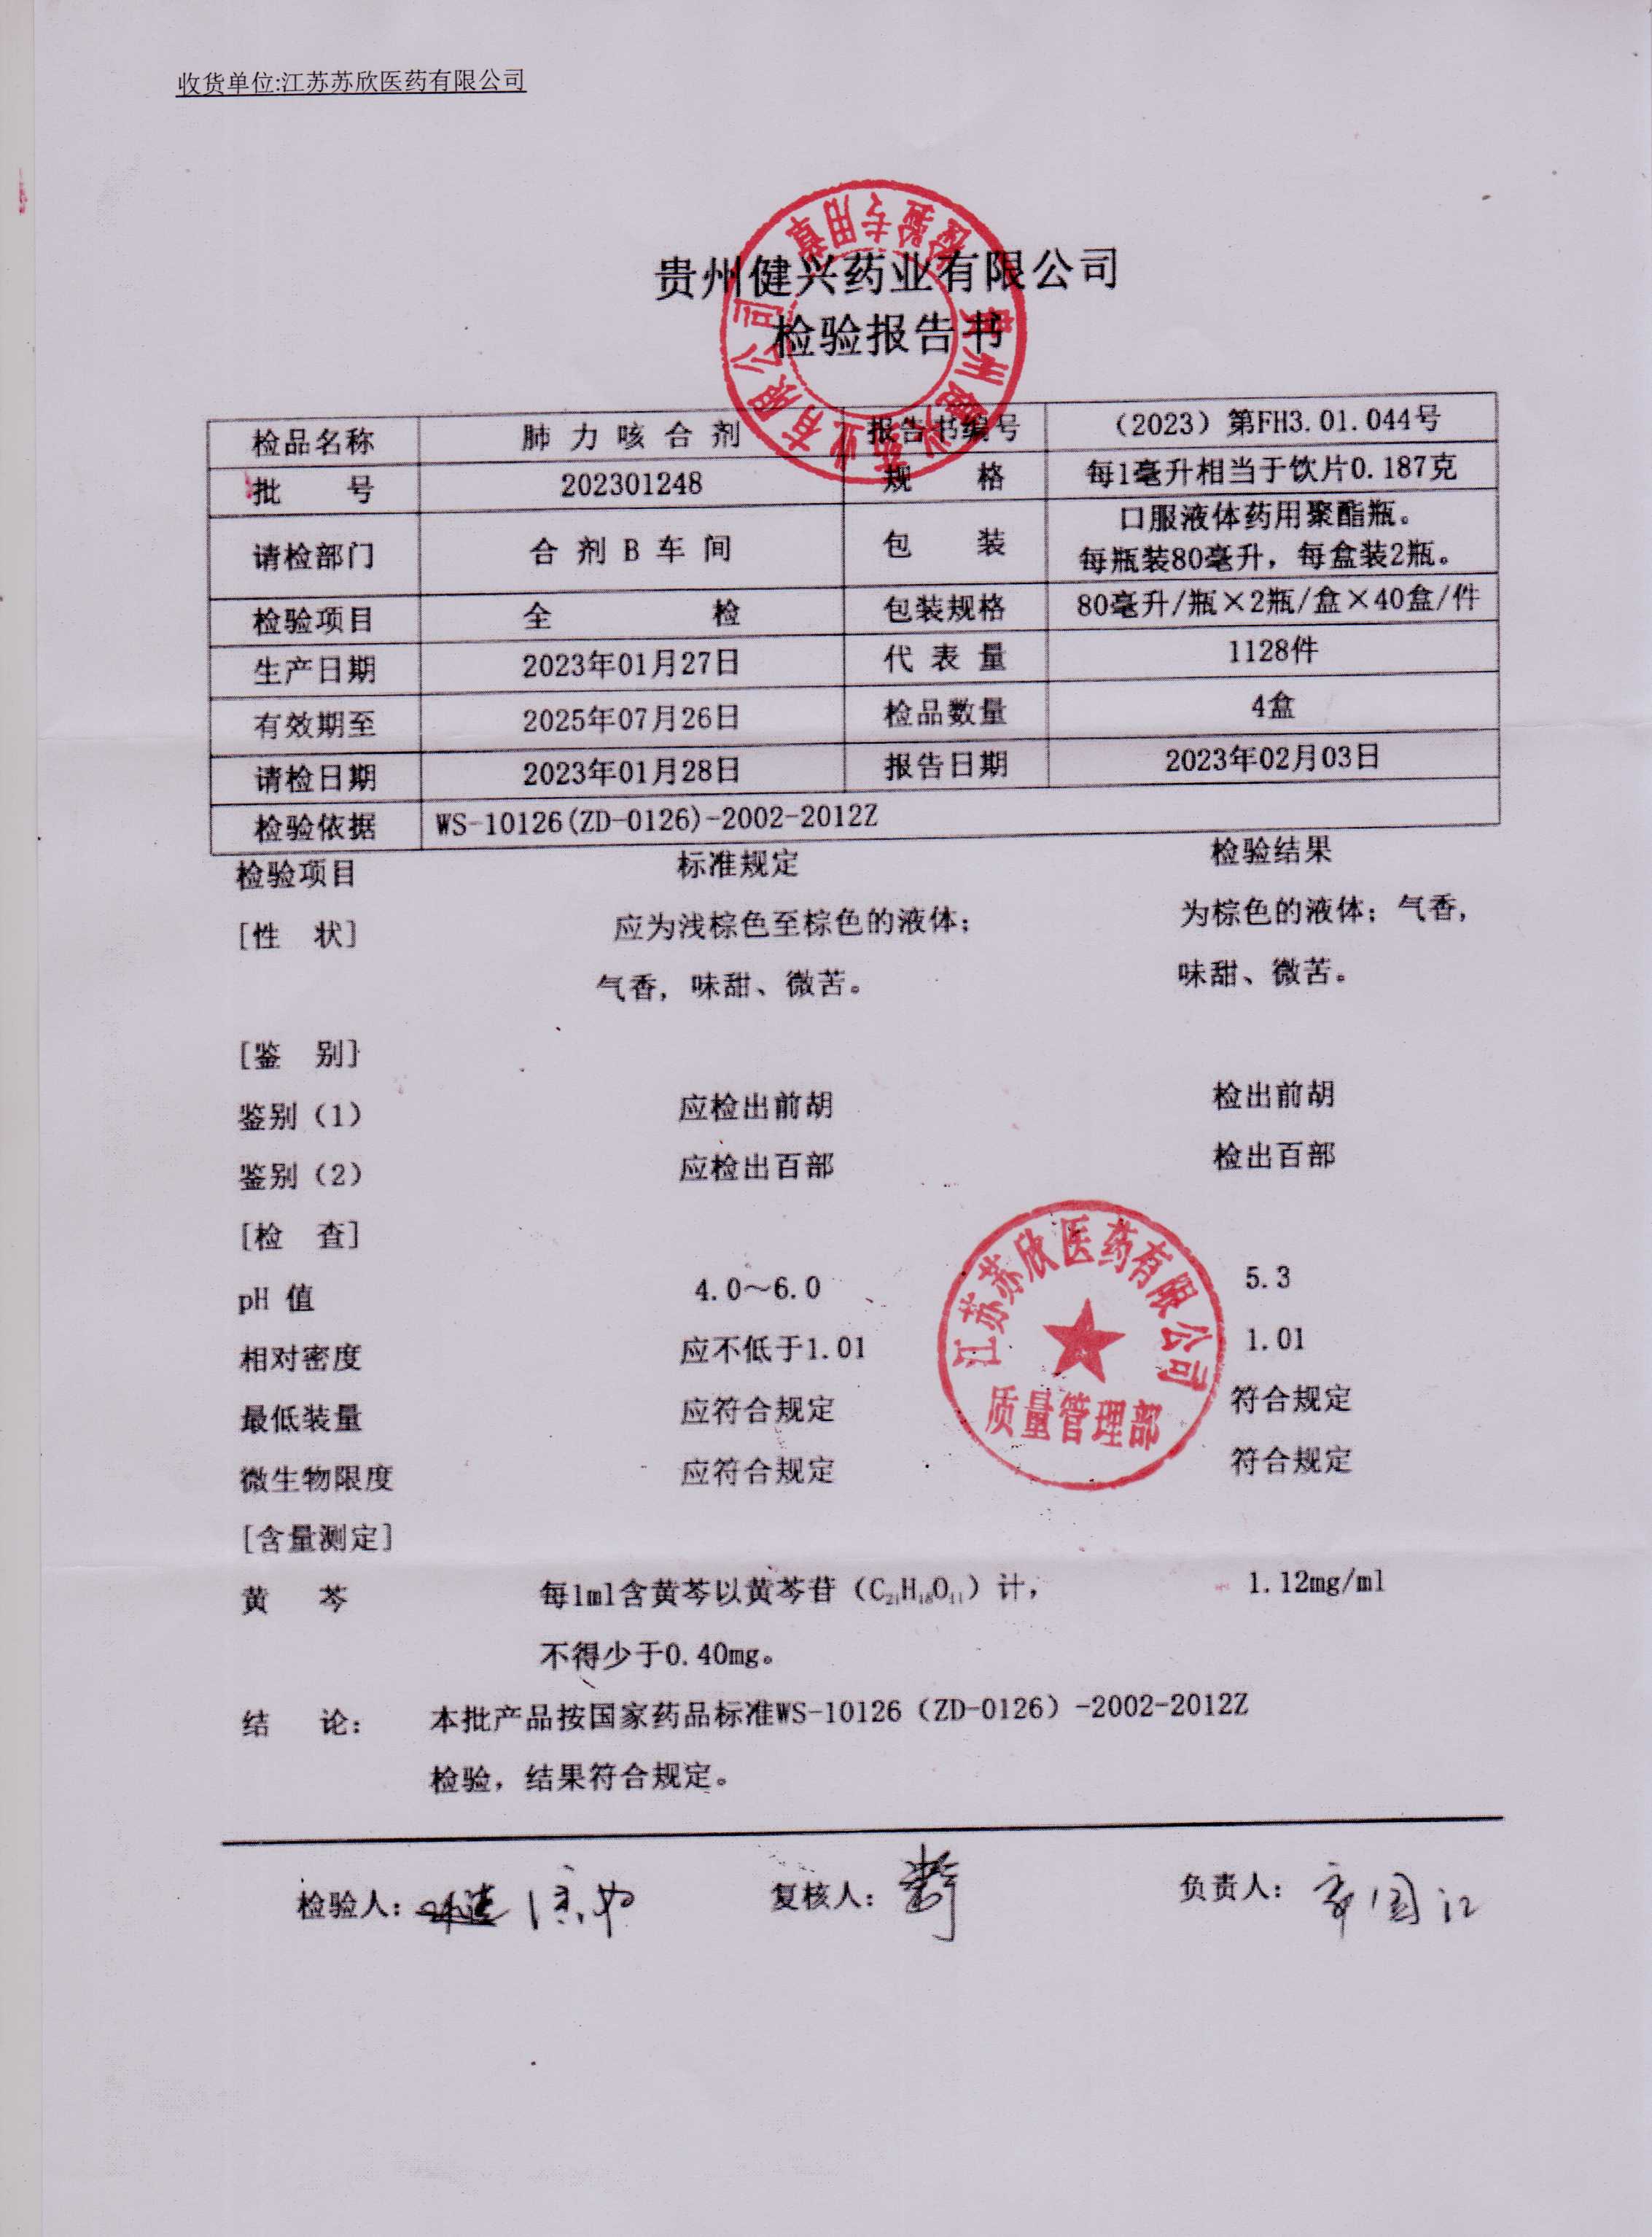 收货单位:江苏苏欣医药有限公司
贵州健兴药业有限公司
检验报告书
贵州健兴药业有限公司
检验专用章
检品名称 肺力咳合剂 报告书编号 （2023）第FH3.01.044号
批 号 202301248 规 格 每1毫升相当于饮片0.187克
请检部门 合剂B车间 包 装 口服液体药用聚酯瓶。
每瓶装80毫升，每盒装2瓶。
检验项目 全 检 包装规格 80毫升/瓶×2瓶/盒×40盒/件
生产日期 2023年01月27日 代表量 1128件
有效期至 2025年07月26日 检品数量 4盒
请检日期 2023年01月28日 报告日期 2023年02月03日
检验依据 WS-10126(ZD-0126)-2002-2012Z
检验项目 标准规定 检验结果
[性 状] 应为浅棕色至棕色的液体； 为棕色的液体；气香，
气香，味甜、微苦。 味甜、微苦。
[鉴 别]
鉴别（1） 应检出前胡 检出前胡
鉴别（2） 应检出百部 检出百部
[检 查]
pH 值 4.0～6.0 5.3
相对密度 应不低于1.01 1.01
最低装量 应符合规定 符合规定
微生物限度 应符合规定 符合规定
江苏苏欣医药有限公司
质量管理部
[含量测定]
黄 芩 每1ml含黄芩以黄芩苷（C₂₁H₁₈O₁₁）计， 1.12mg/ml
不得少于0.40mg。
结 论： 本批产品按国家药品标准WS-10126（ZD-0126）-2002-2012Z
检验，结果符合规定。
检验人： 复核人： 负责人：